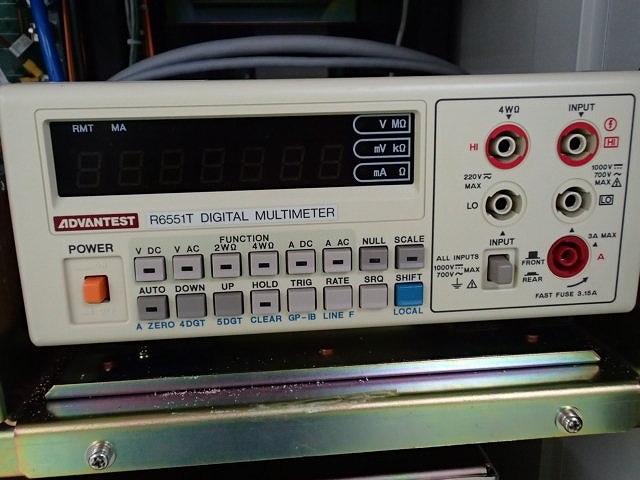 RMT MA
V MΩ
mV kΩ
mA Ω
ADVANTEST R6551T DIGITAL MULTIMETER
POWER
FUNCTION
V DC V AC 2WΩ 4WΩ A DC A AC NULL SCALE
AUTO DOWN UP HOLD TRIG RATE SRQ SHIFT
A ZERO 4DGT 5DGT CLEAR GP-IB LINE F LOCAL
4WΩ INPUT
HI HI
220V MAX
1000V 700V MAX
LO LO
INPUT
ALL INPUTS
1000V 700V MAX
FRONT
REAR
3A MAX
A
FAST FUSE 3.15A